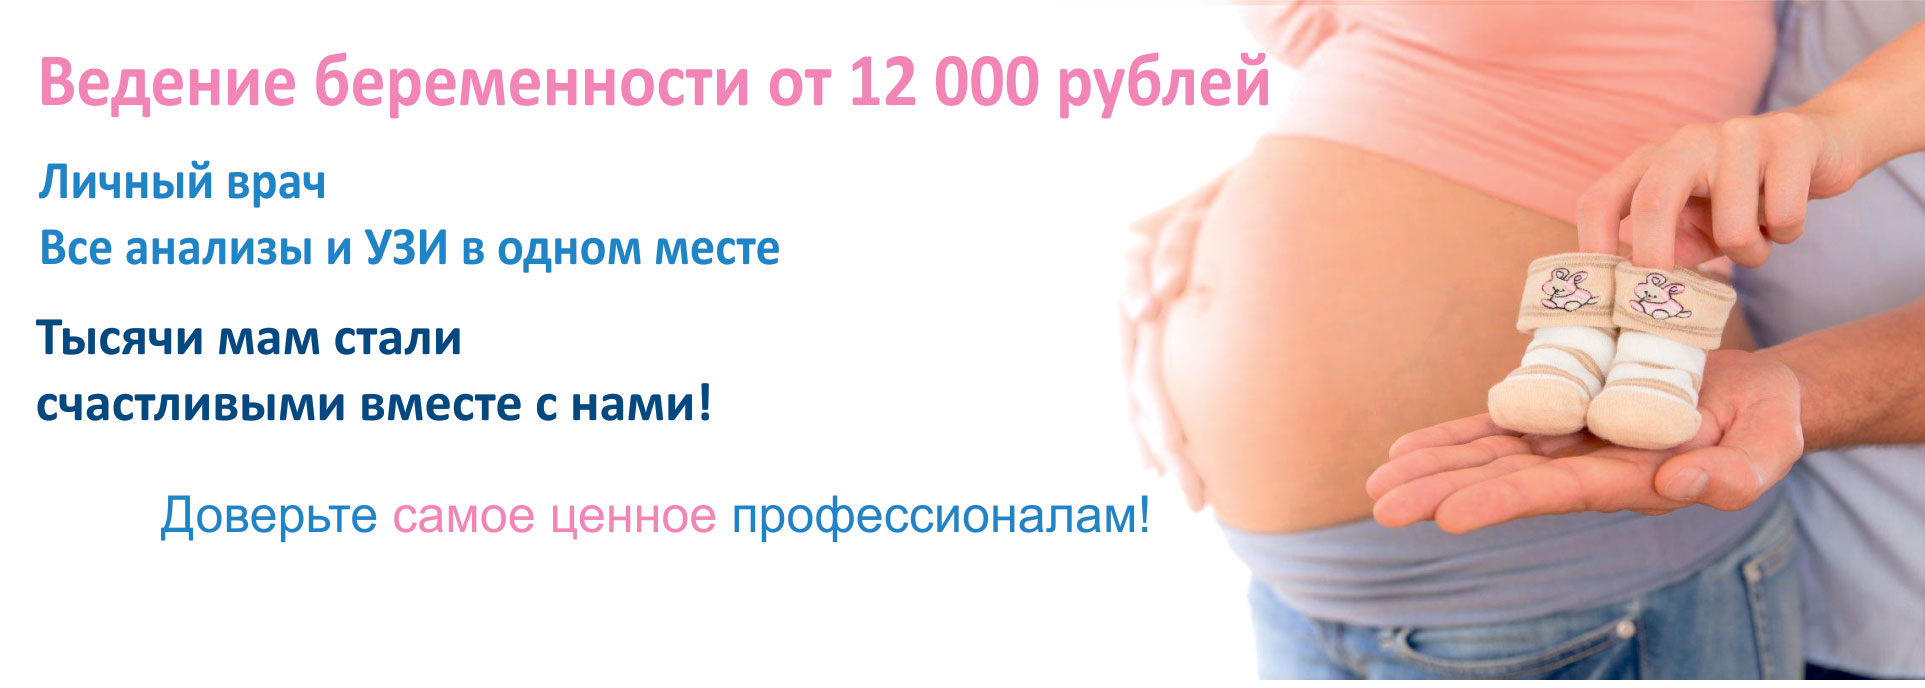 Ведение беременности от 12 000 рублей
Личный врач
Все анализы и УЗИ в одном месте
Тысячи мам стали
счастливыми вместе с нами!
Доверьте самое ценное профессионалам!